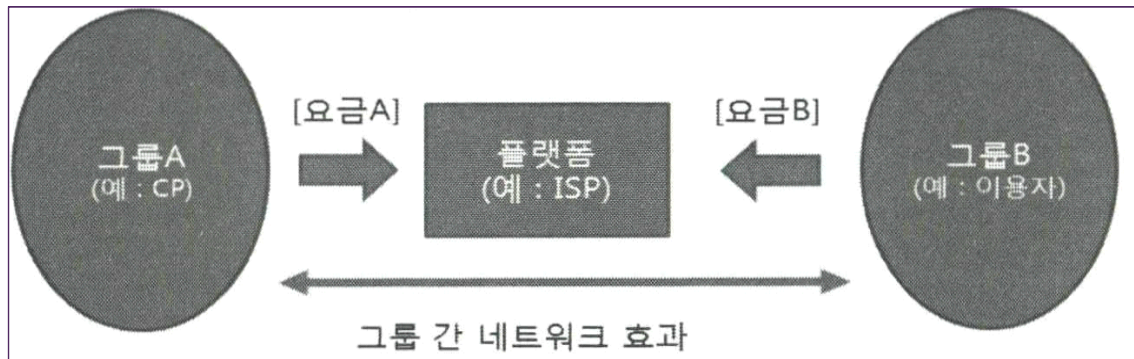 [요금A]
[요금B]
그룹A
(예 : CP)
플랫폼
(예 : ISP)
그룹B
(예 : 이용자)
그룹 간 네트워크 효과